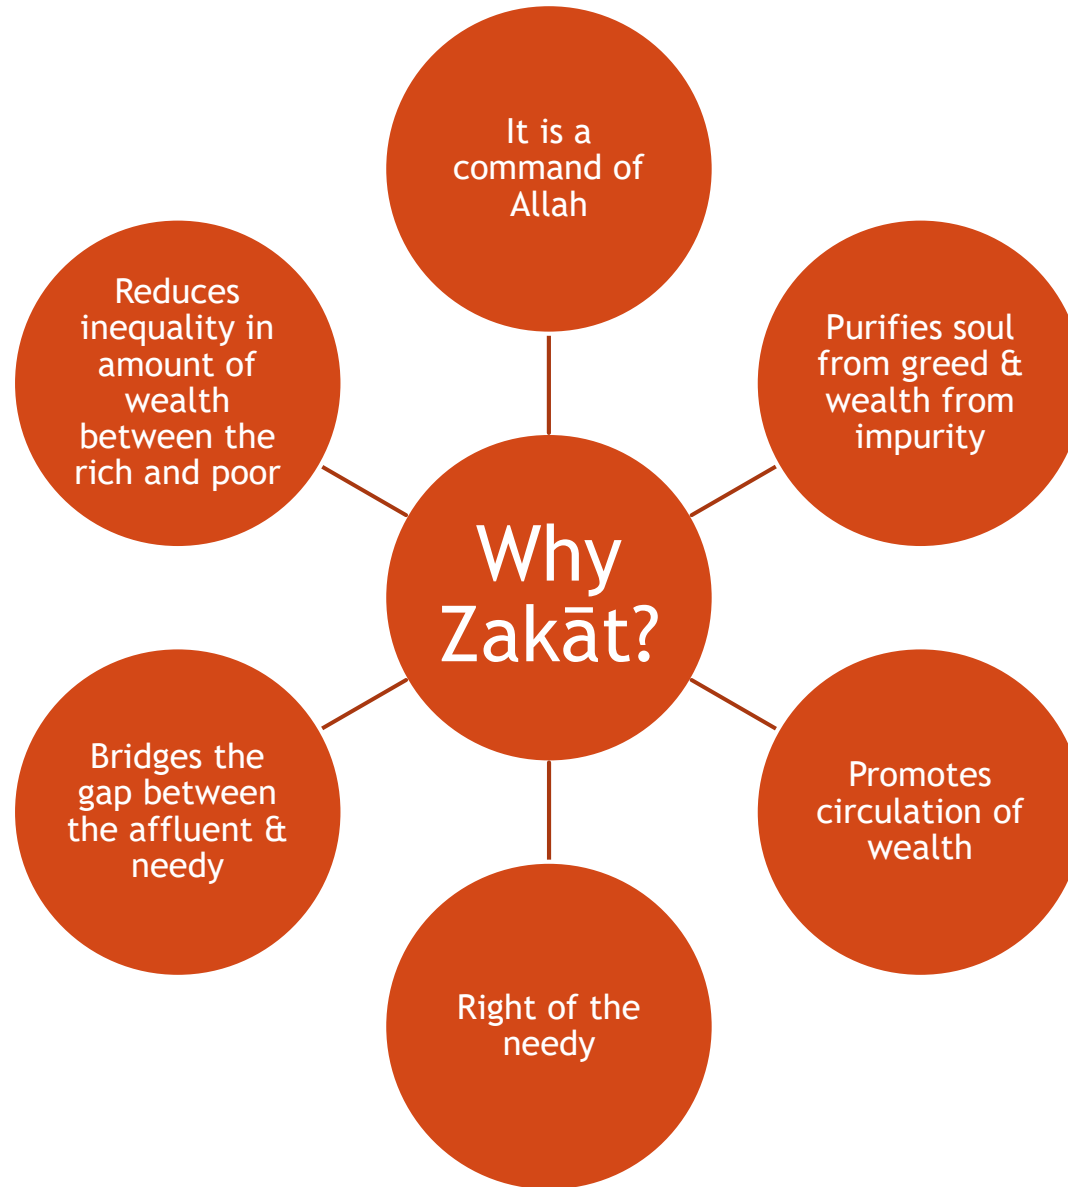 Why
Zakāt?
It is a
command of
Allah
Purifies soul
from greed &
wealth from
impurity
Promotes
circulation of
wealth
Right of the
needy
Bridges the
gap between
the affluent &
needy
Reduces
inequality in
amount of
wealth
between the
rich and poor